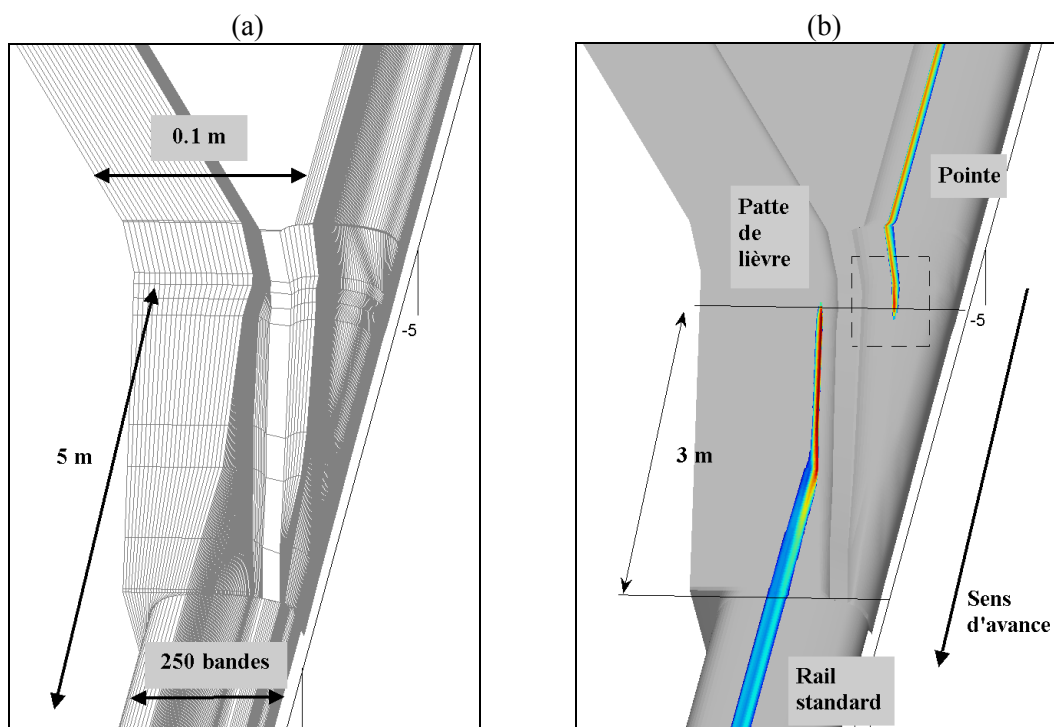 (a)
0.1 m
-5
5 m
250 bandes
(b)
Pointe
Patte
de
lièvre
-5
3 m
Sens
d'avance
Rail
standard